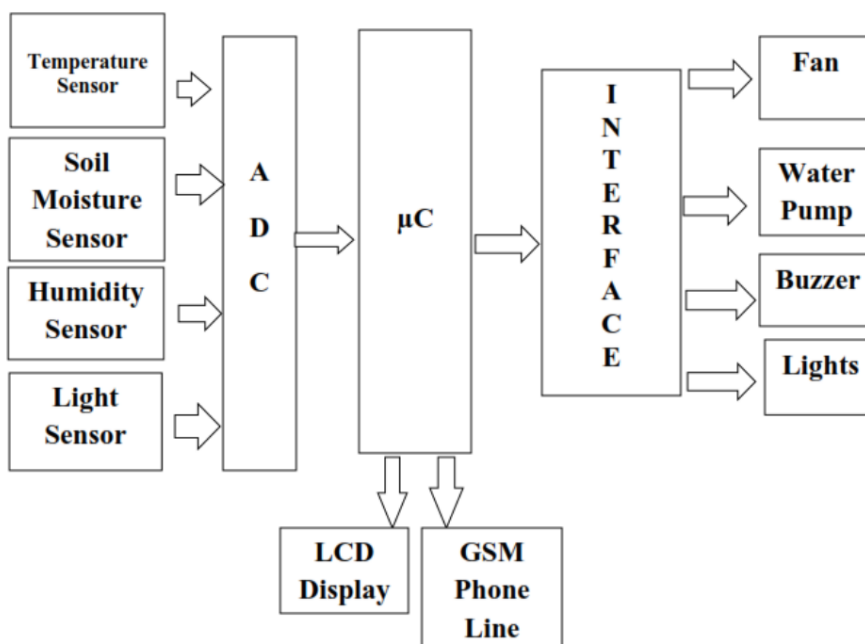 Temperature
Sensor
Soil
Moisture
Sensor
Humidity
Sensor
Light
Sensor
A
D
C
μC
I
N
T
E
R
F
A
C
E
Fan
Water
Pump
Buzzer
Lights
LCD
Display
GSM
Phone
Line